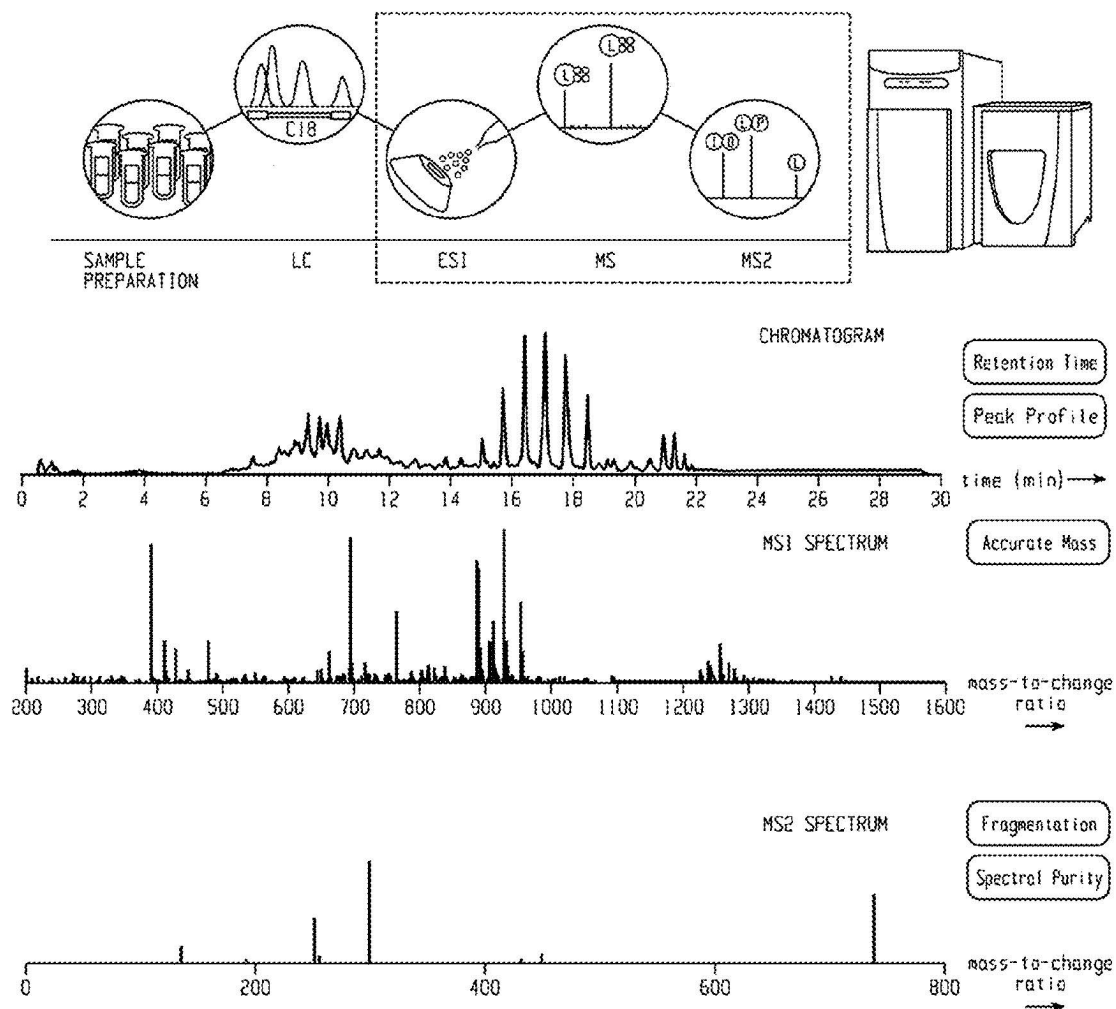 C18
L
L
I
L P
L
SAMPLE
PREPARATION
LC
ESI
MS
MS2
CHROMATOGRAM
Retention Time
Peak Profile
0 2 4 6 8 10 12 14 16 18 20 22 24 26 28 30
time (min)
MS1 SPECTRUM
Accurate Mass
200 300 400 500 600 700 800 900 1000 1100 1200 1300 1400 1500 1600
mass-to-change
ratio
MS2 SPECTRUM
Fragmentation
Spectral Purity
0 200 400 600 800
mass-to-change
ratio